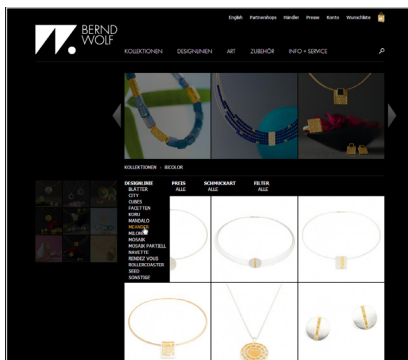 English Partnershops Händler Presse Konto Wunschliste
BERND
WOLF
KOLLEKTIONEN DESIGNLINIEN ART ZUBEHÖR INFO + SERVICE
KOLLEKTIONEN - BICOLOR
DESIGNLINIE PREIS SCHMUCKART FILTER
ALLE ALLE ALLE
BLÄTTER
CITY
CUBES
FACETTEN
KORU
MANDALO
MEANDER
MILON
MOSAIK
MOSAIK PARTIELL
NAVETTE
RENDEZ VOUS
ROLLERCOASTER
SEED
SONSTIGE